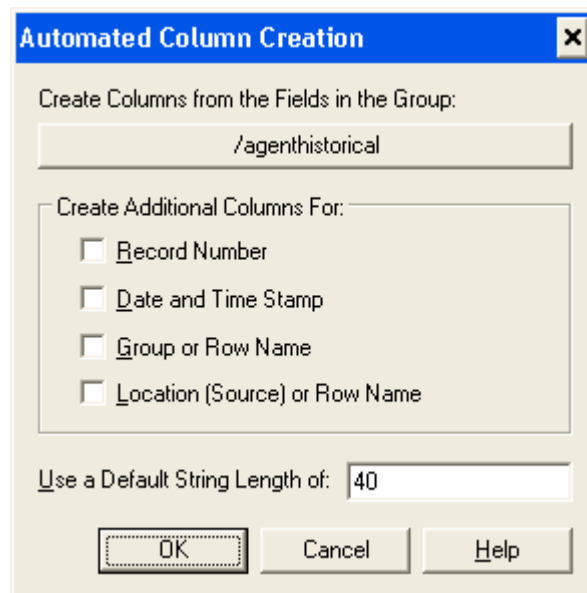 Automated Column Creation
Create Columns from the Fields in the Group:
/agenthistorical
Create Additional Columns For:
Record Number
Date and Time Stamp
Group or Row Name
Location (Source) or Row Name
Use a Default String Length of: 40
OK Cancel Help